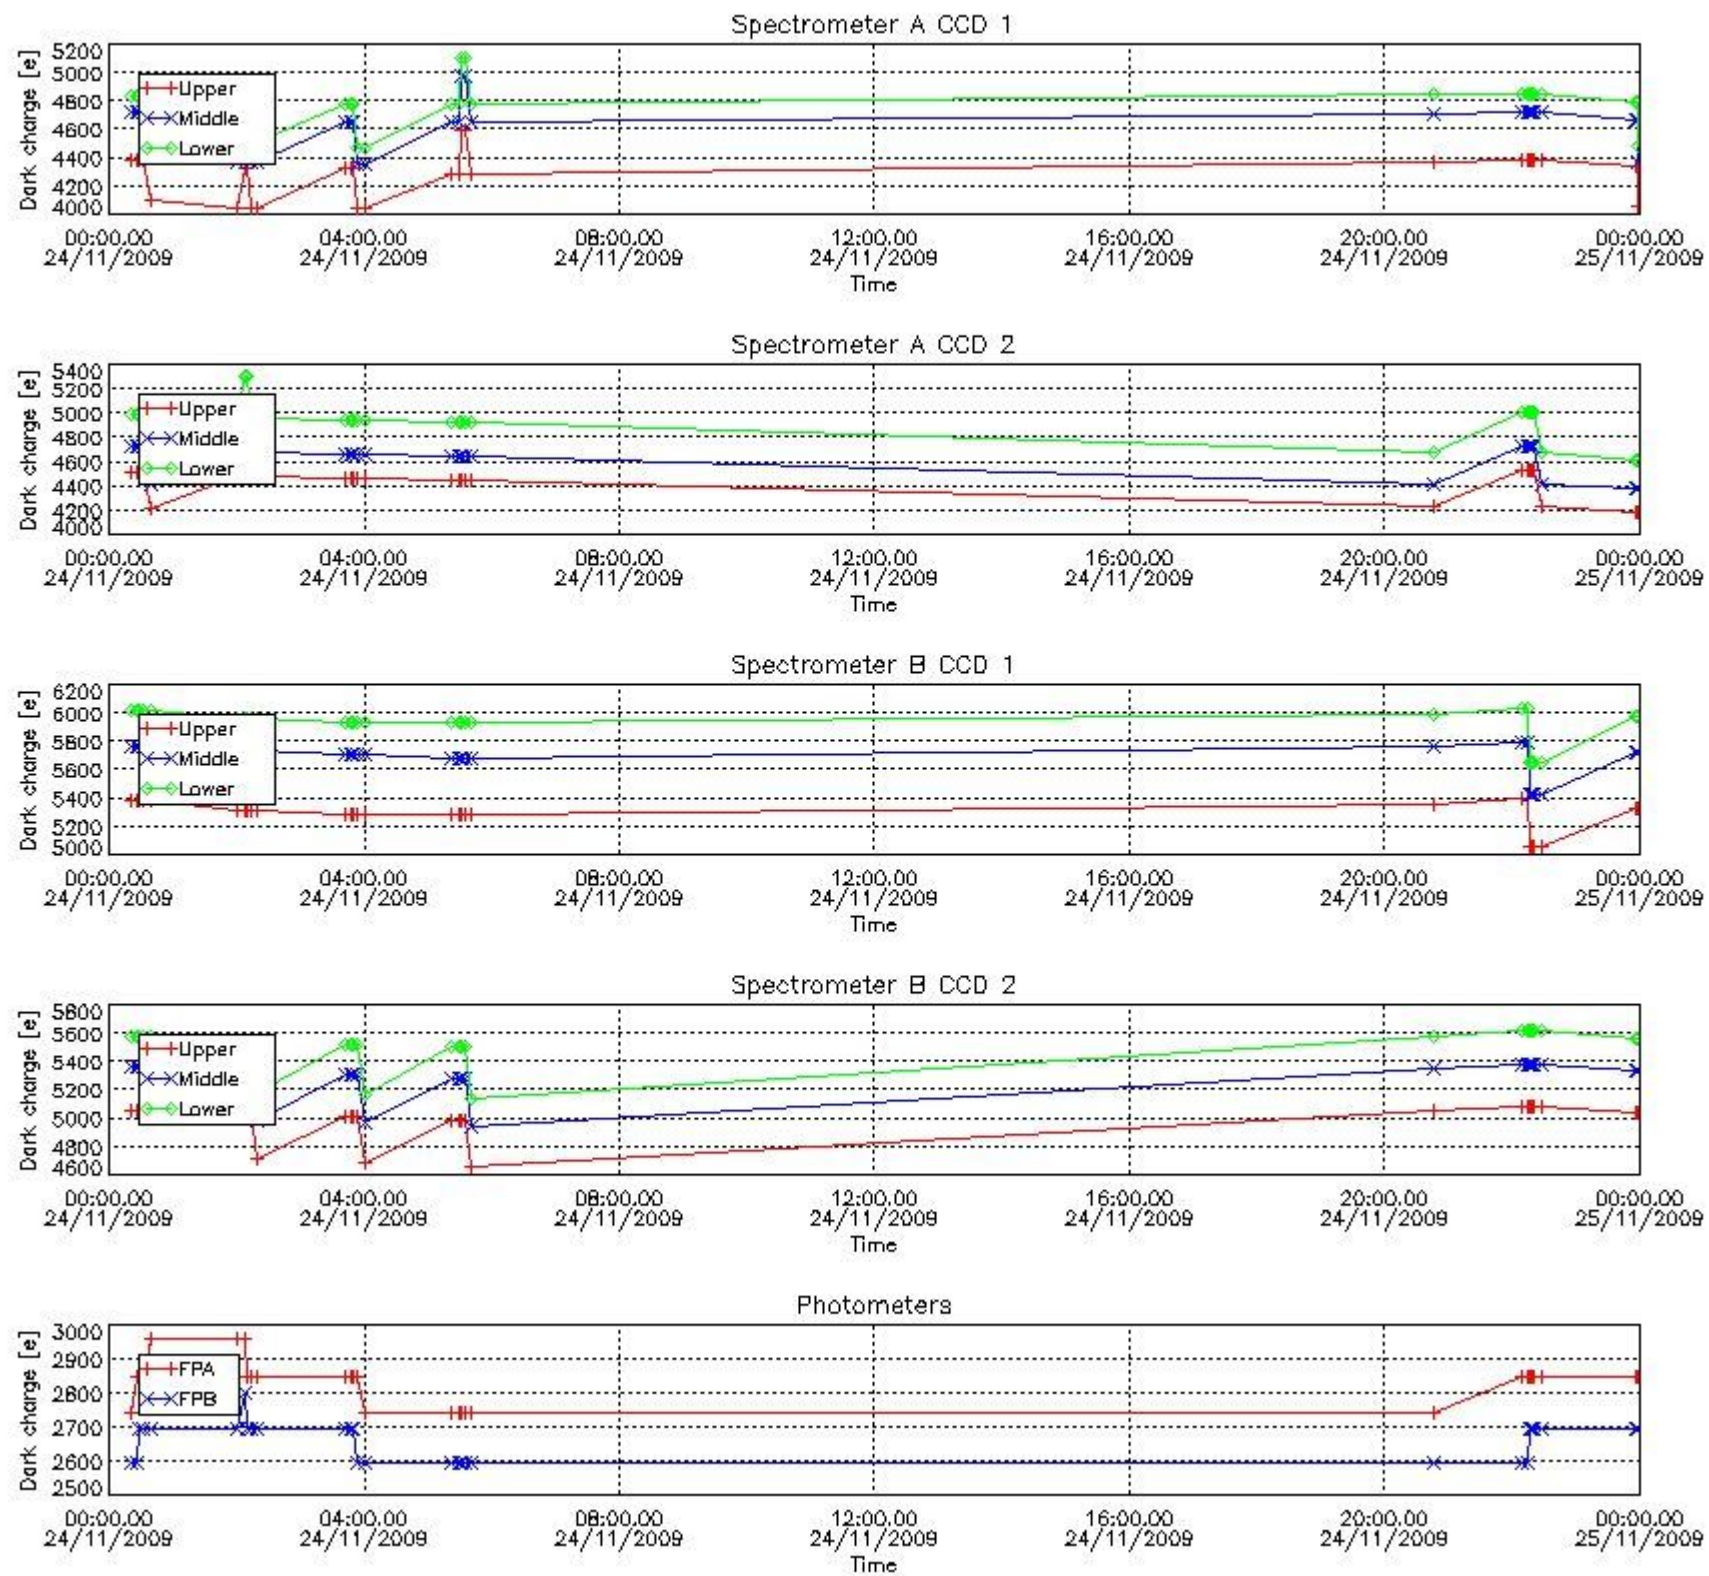 Spectrometer A CCD 1
Dark charge [e]
5200
5000
4800
4600
4400
4200
4000
Upper
Middle
Lower
00:00.00 04:00.00 08:00.00 12:00.00 16:00.00 20:00.00 00:00.00
24/11/2009 24/11/2009 24/11/2009 24/11/2009 24/11/2009 24/11/2009 25/11/2009
Time
Spectrometer A CCD 2
Dark charge [e]
5400
5200
5000
4800
4600
4400
4200
4000
Upper
Middle
Lower
00:00.00 04:00.00 08:00.00 12:00.00 16:00.00 20:00.00 00:00.00
24/11/2009 24/11/2009 24/11/2009 24/11/2009 24/11/2009 24/11/2009 25/11/2009
Time
Spectrometer B CCD 1
Dark charge [e]
6200
6000
5800
5600
5400
5200
5000
Upper
Middle
Lower
00:00.00 04:00.00 08:00.00 12:00.00 16:00.00 20:00.00 00:00.00
24/11/2009 24/11/2009 24/11/2009 24/11/2009 24/11/2009 24/11/2009 25/11/2009
Time
Spectrometer B CCD 2
Dark charge [e]
5800
5600
5400
5200
5000
4800
4600
Upper
Middle
Lower
00:00.00 04:00.00 08:00.00 12:00.00 16:00.00 20:00.00 00:00.00
24/11/2009 24/11/2009 24/11/2009 24/11/2009 24/11/2009 24/11/2009 25/11/2009
Time
Photometers
Dark charge [e]
3000
2900
2800
2700
2600
2500
FPA
FPB
00:00.00 04:00.00 08:00.00 12:00.00 16:00.00 20:00.00 00:00.00
24/11/2009 24/11/2009 24/11/2009 24/11/2009 24/11/2009 24/11/2009 25/11/2009
Time